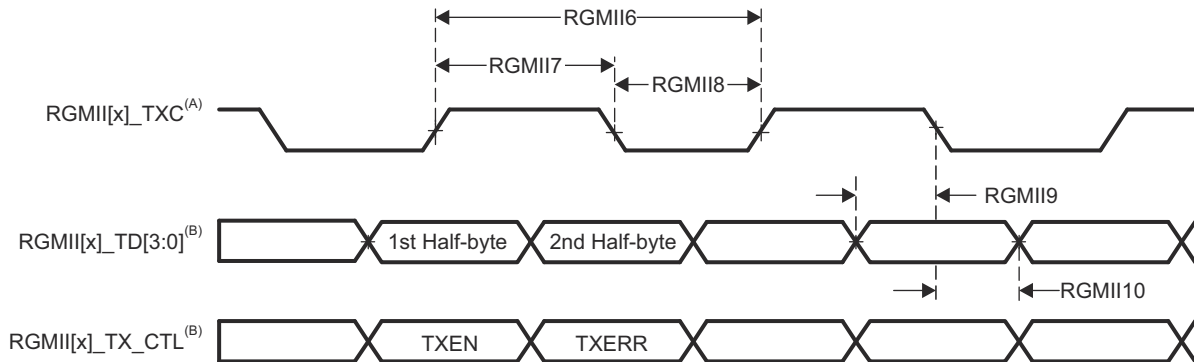 RGMII6
RGMII7
RGMII8
RGMII[x]_TXC(A)
RGMII9
RGMII[x]_TD[3:0](B)
1st Half-byte
2nd Half-byte
RGMII10
RGMII[x]_TX_CTL(B)
TXEN
TXERR